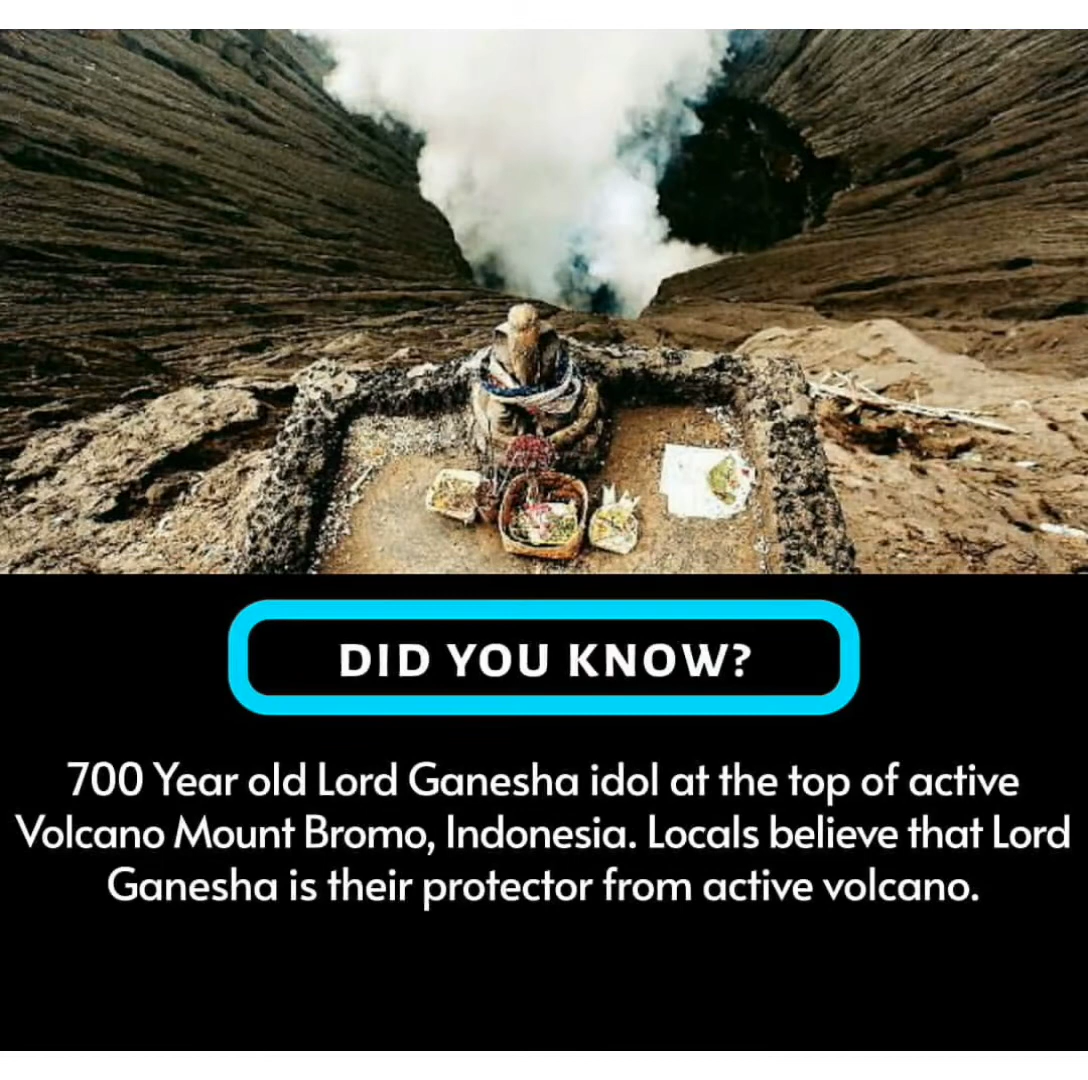 DID YOU KNOW?
700 Year old Lord Ganesha idol at the top of active
Volcano Mount Bromo, Indonesia. Locals believe that Lord
Ganesha is their protector from active volcano.